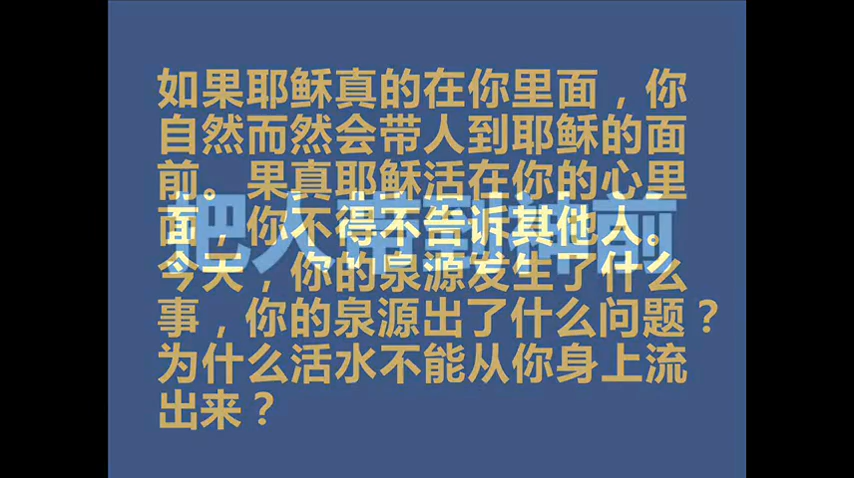 如果耶稣真的在你里面，你
自然而然会带人到耶稣的面
前。果真耶稣活在你的心里
面，你不得不告诉其他人。
今天，你的泉源发生了什么
事，你的泉源出了什么问题？
为什么活水不能从你身上流
出来？
把人带到神前